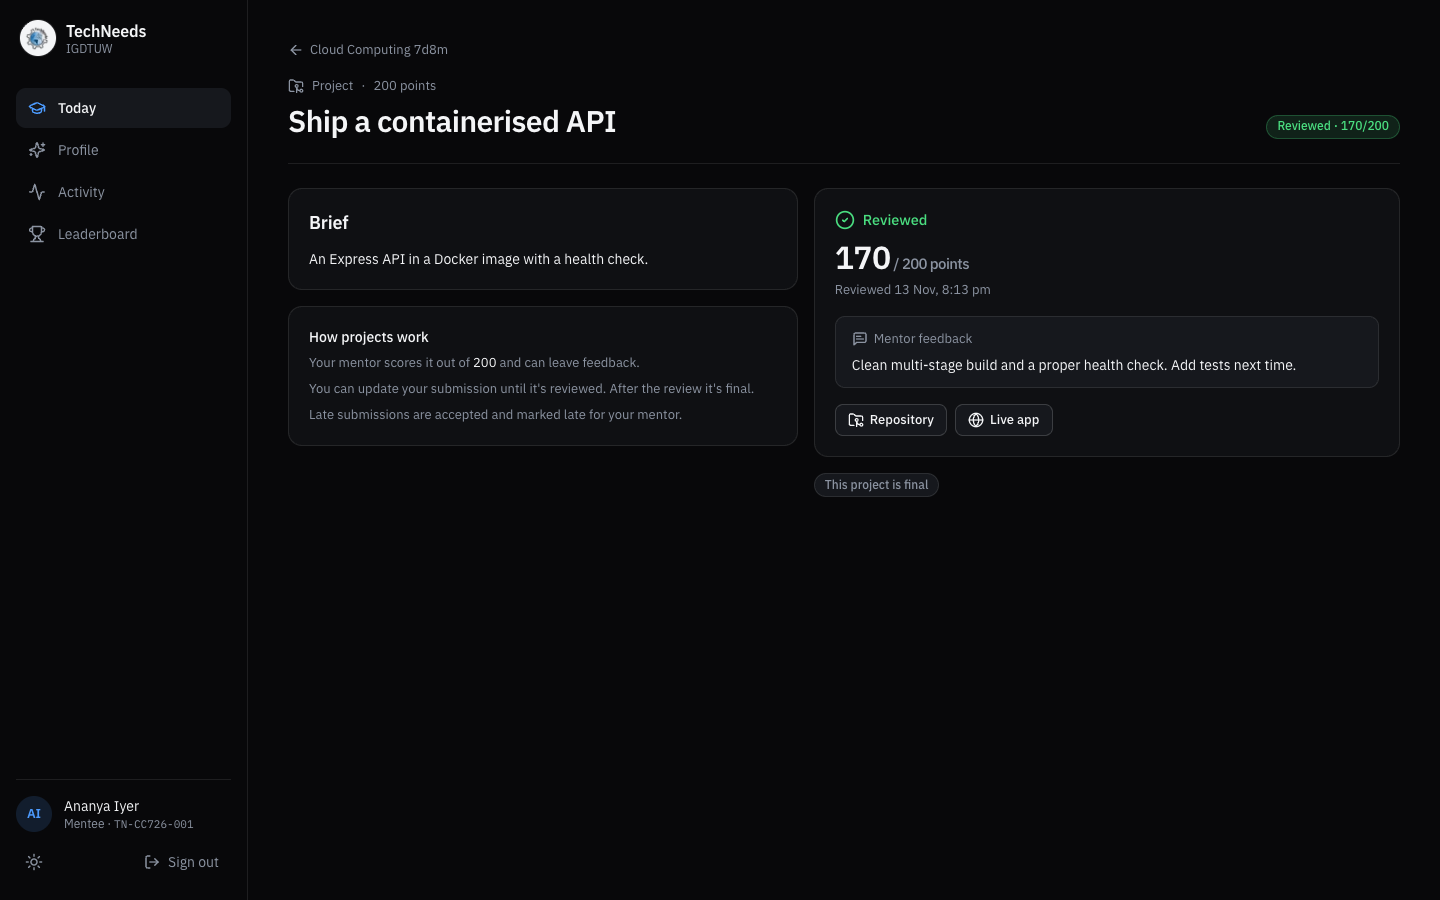 TechNeeds
IGDTUW
Today
Profile
Activity
Leaderboard
AI
Ananya Iyer
Mentee · TN-CC726-001
Sign out
Cloud Computing 7d8m
Project · 200 points
Ship a containerised API
Reviewed · 170/200
Brief
An Express API in a Docker image with a health check.
How projects work
Your mentor scores it out of 200 and can leave feedback.
You can update your submission until it's reviewed. After the review it's final.
Late submissions are accepted and marked late for your mentor.
Reviewed
170 / 200 points
Reviewed 13 Nov, 8:13 pm
Mentor feedback
Clean multi-stage build and a proper health check. Add tests next time.
Repository
Live app
This project is final